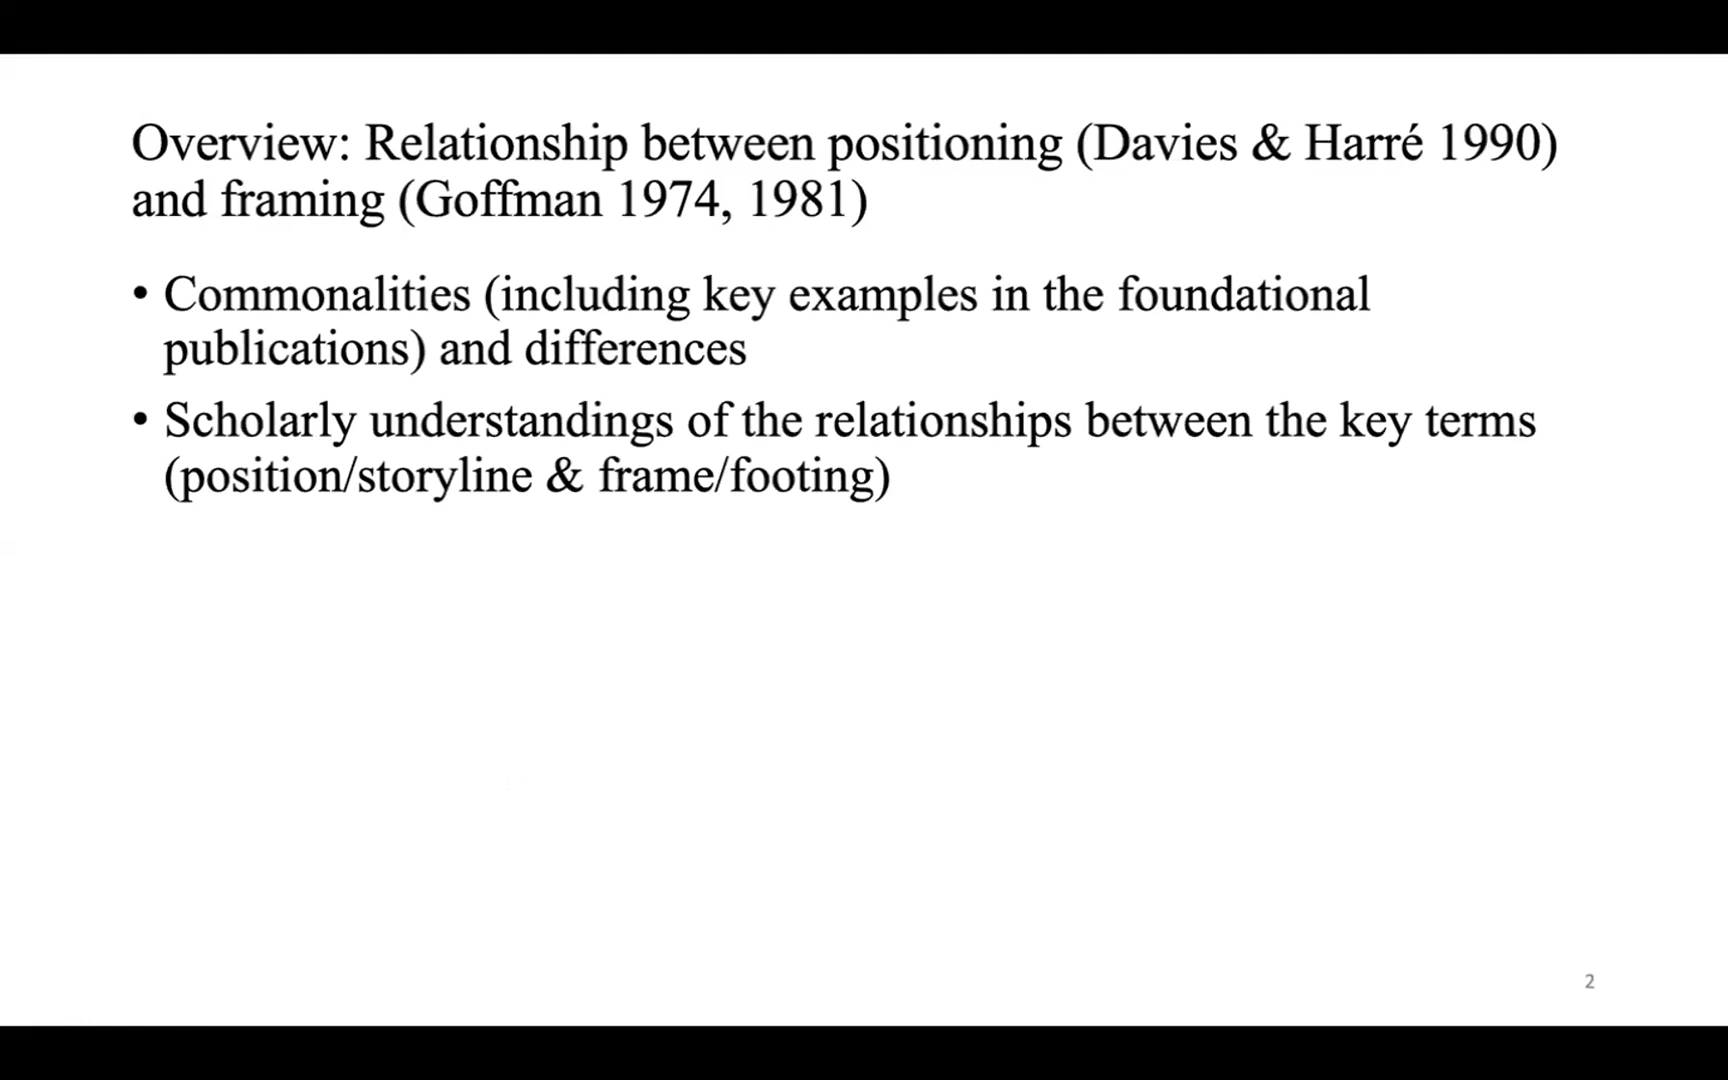 Overview: Relationship between positioning (Davies & Harré 1990)
and framing (Goffman 1974, 1981)
• Commonalities (including key examples in the foundational
publications) and differences
• Scholarly understandings of the relationships between the key terms
(position/storyline & frame/footing)
2